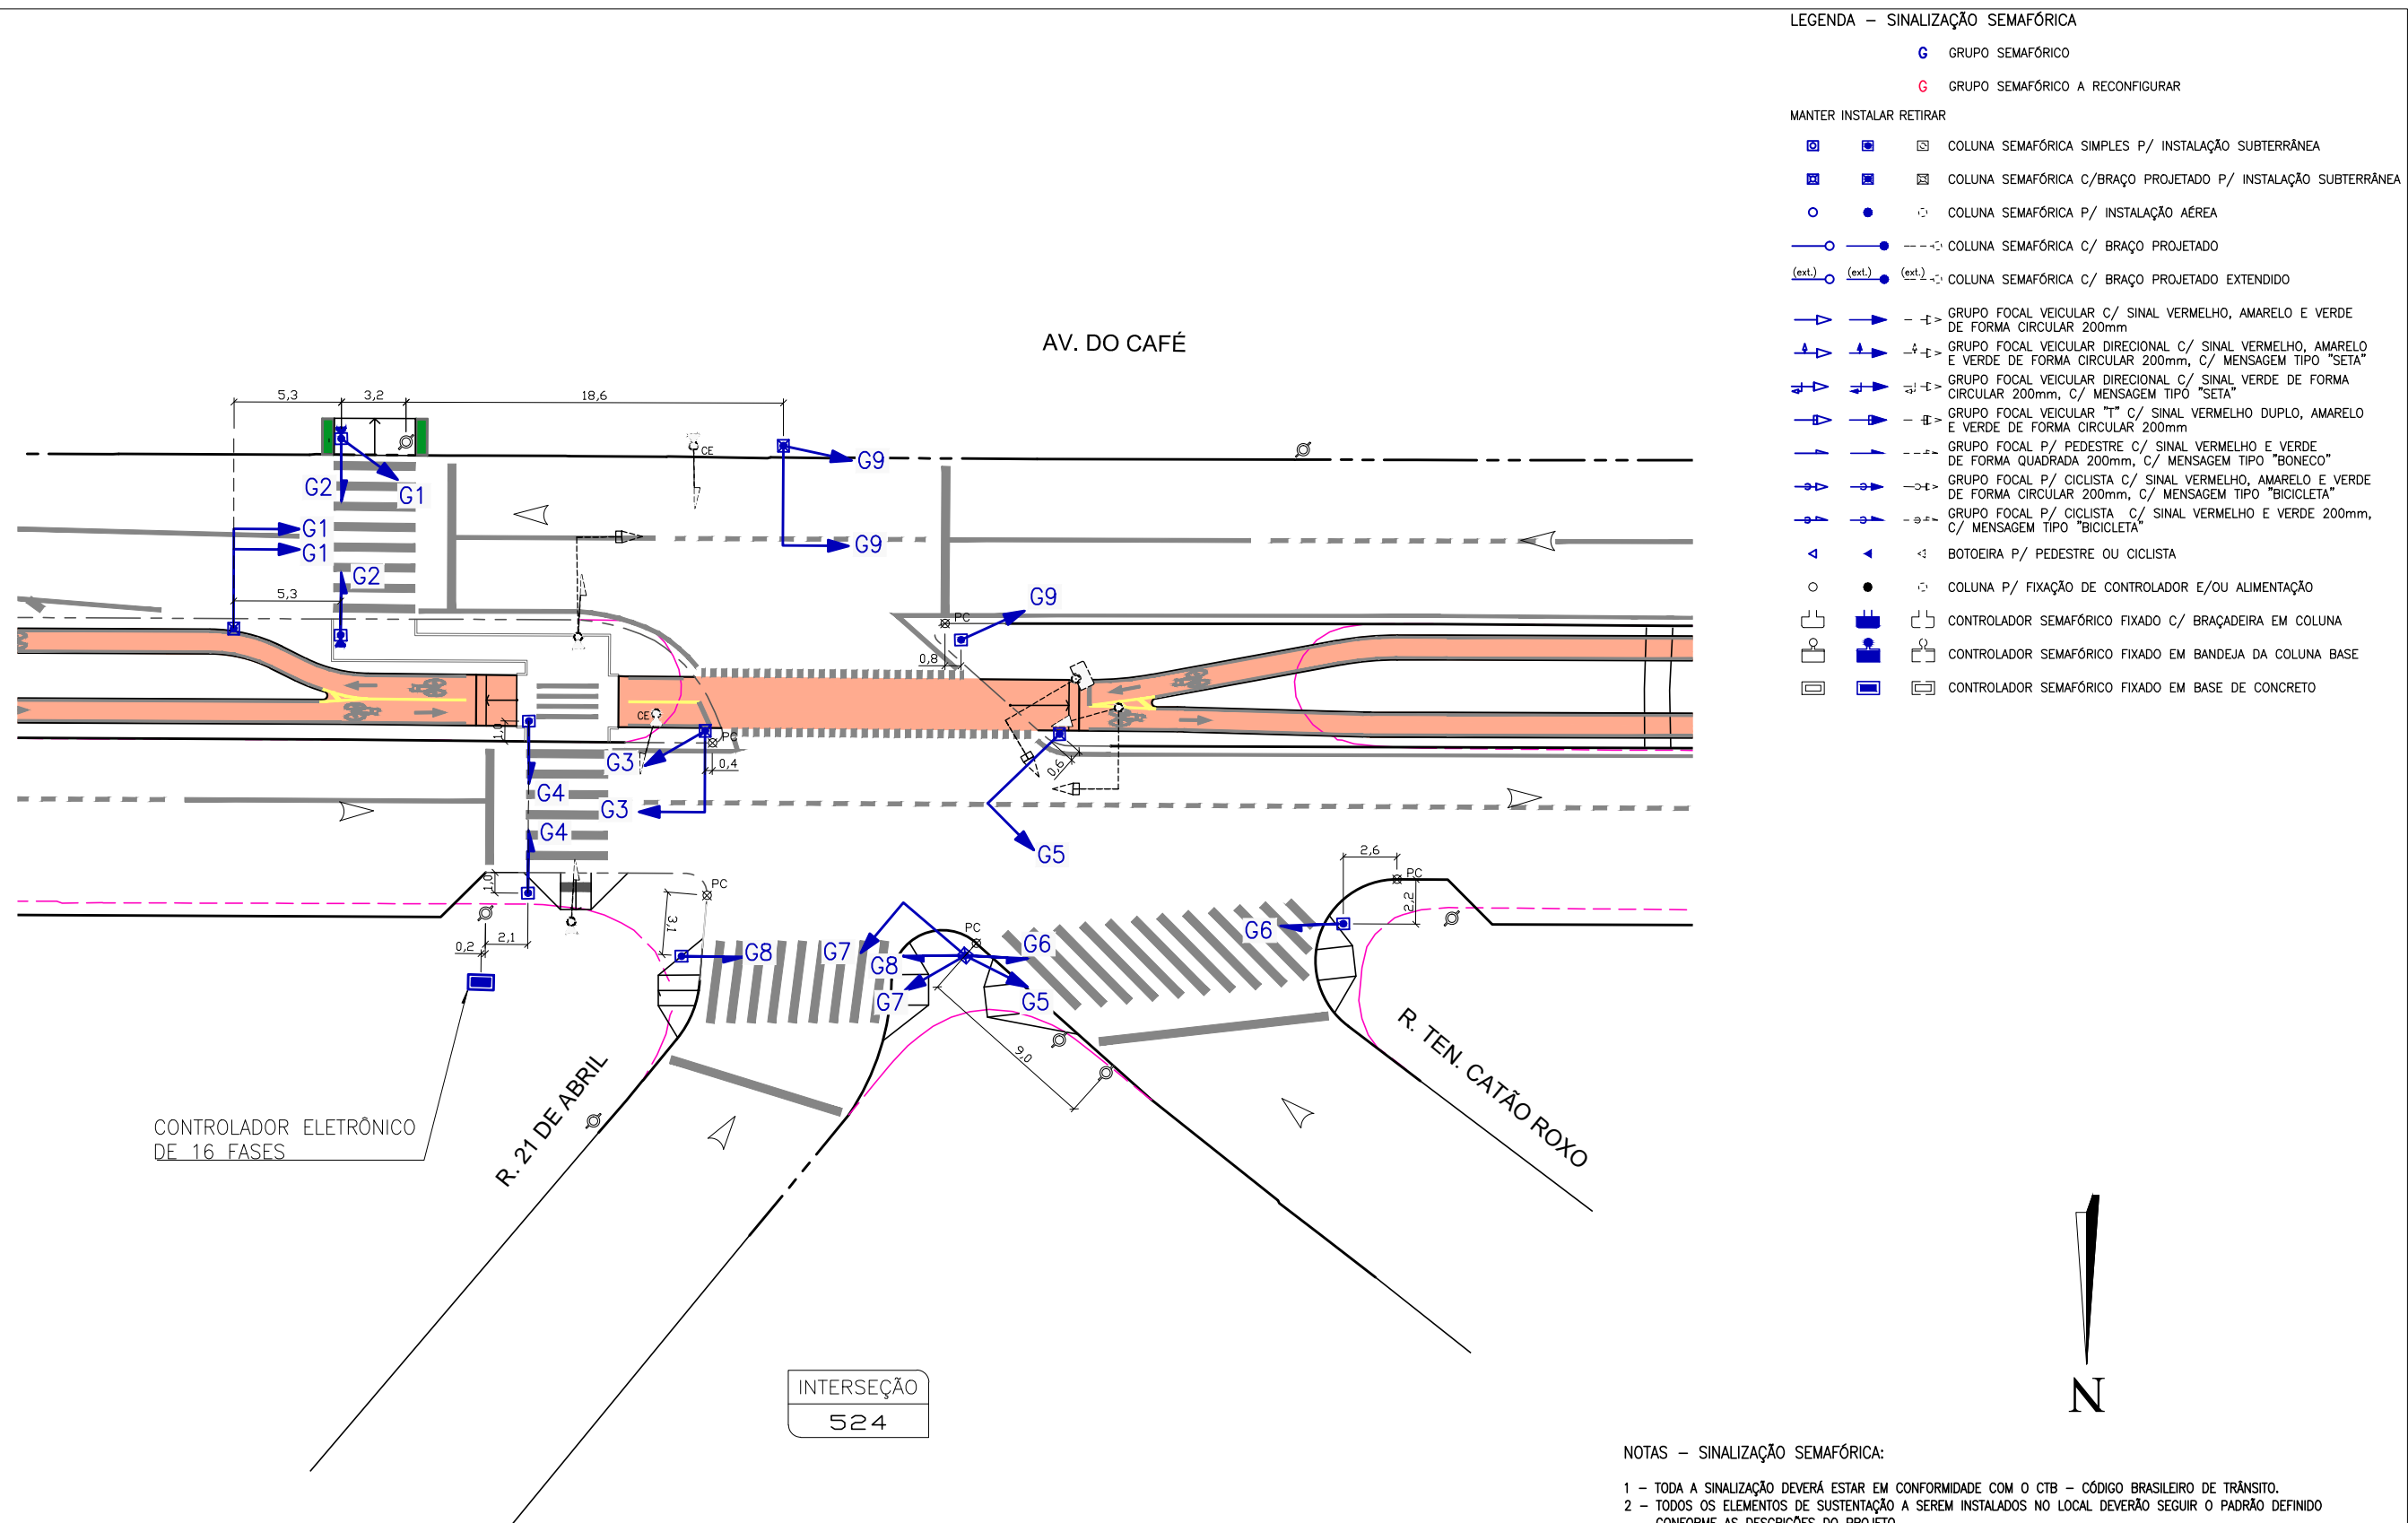 LEGENDA – SINALIZAÇÃO SEMAFÓRICA
G GRUPO SEMAFÓRICO
G GRUPO SEMAFÓRICO A RECONFIGURAR
MANTER INSTALAR RETIRAR
COLUNA SEMAFÓRICA SIMPLES P/ INSTALAÇÃO SUBTERRÂNEA
COLUNA SEMAFÓRICA C/BRAÇO PROJETADO P/ INSTALAÇÃO SUBTERRÂNEA
COLUNA SEMAFÓRICA P/ INSTALAÇÃO AÉREA
COLUNA SEMAFÓRICA C/ BRAÇO PROJETADO
(ext.) (ext.) (ext.) COLUNA SEMAFÓRICA C/ BRAÇO PROJETADO EXTENDIDO
GRUPO FOCAL VEICULAR C/ SINAL VERMELHO, AMARELO E VERDE
DE FORMA CIRCULAR 200mm
GRUPO FOCAL VEICULAR DIRECIONAL C/ SINAL VERMELHO, AMARELO
E VERDE DE FORMA CIRCULAR 200mm, C/ MENSAGEM TIPO "SETA"
GRUPO FOCAL VEICULAR DIRECIONAL C/ SINAL VERDE DE FORMA
CIRCULAR 200mm, C/ MENSAGEM TIPO "SETA"
GRUPO FOCAL VEICULAR "T" C/ SINAL VERMELHO DUPLO, AMARELO
E VERDE DE FORMA CIRCULAR 200mm
GRUPO FOCAL P/ PEDESTRE C/ SINAL VERMELHO E VERDE
DE FORMA QUADRADA 200mm, C/ MENSAGEM TIPO "BONECO"
GRUPO FOCAL P/ CICLISTA C/ SINAL VERMELHO, AMARELO E VERDE
DE FORMA CIRCULAR 200mm, C/ MENSAGEM TIPO "BICICLETA"
GRUPO FOCAL P/ CICLISTA C/ SINAL VERMELHO E VERDE 200mm,
C/ MENSAGEM TIPO "BICICLETA"
BOTOEIRA P/ PEDESTRE OU CICLISTA
COLUNA P/ FIXAÇÃO DE CONTROLADOR E/OU ALIMENTAÇÃO
CONTROLADOR SEMAFÓRICO FIXADO C/ BRAÇADEIRA EM COLUNA
CONTROLADOR SEMAFÓRICO FIXADO EM BANDEJA DA COLUNA BASE
CONTROLADOR SEMAFÓRICO FIXADO EM BASE DE CONCRETO
AV. DO CAFÉ
5,3 3,2 18,6
CE
G9
G2 G1
G1
G9
G1
G2
5,3
G9
PC
0,8
CE
1,0
PC
G3
0,4
0,6
G4
G3
G4
G5
2,6
PC
1,0
PC
2,2
3,1
PC
G6
0,2 2,1
G8 G7 G6
G8
G7 G5
9,0
R. TEN. CATÃO ROXO
R. 21 DE ABRIL
CONTROLADOR ELETRÔNICO
DE 16 FASES
INTERSEÇÃO
524
N
NOTAS – SINALIZAÇÃO SEMAFÓRICA:
1 – TODA A SINALIZAÇÃO DEVERÁ ESTAR EM CONFORMIDADE COM O CTB – CÓDIGO BRASILEIRO DE TRÂNSITO.
2 – TODOS OS ELEMENTOS DE SUSTENTAÇÃO A SEREM INSTALADOS NO LOCAL DEVERÃO SEGUIR O PADRÃO DEFINIDO
CONFORME AS DESCRIÇÕES DO PROJETO